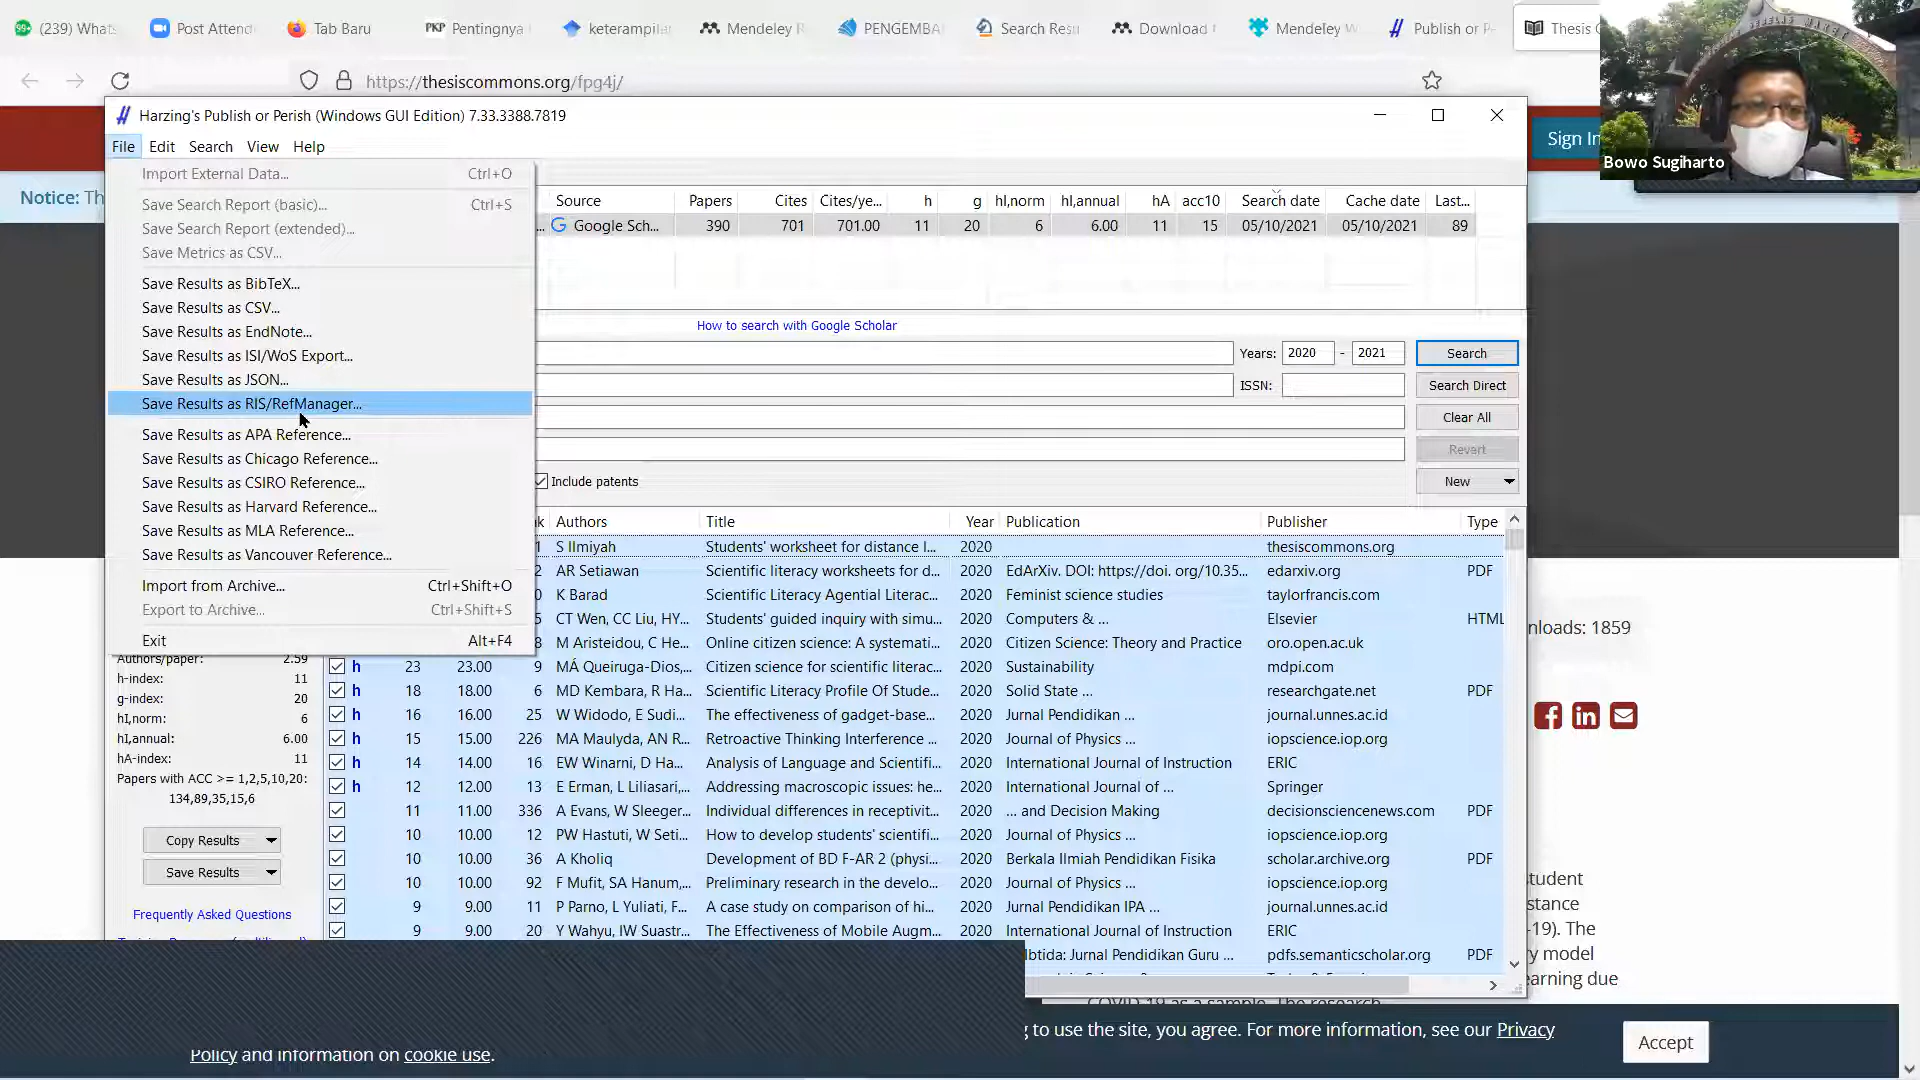 (239) Whats
Post Attend
Tab Baru
PKP Pentingnya
keterampila
Mendeley R
PENGEMBA
Search Resu
Download
Mendeley W
Publish or P
Thesis C
https://thesiscommons.org/fpg4j/
Harzing's Publish or Perish (Windows GUI Edition) 7.33.3388.7819
File Edit Search View Help
Sign In
Bowo Sugiharto
Notice: Th
Import External Data... Ctrl+O
Save Search Report (basic)... Ctrl+S
Save Search Report (extended)...
Save Metrics as CSV...
Save Results as BibTeX...
Save Results as CSV...
Save Results as EndNote...
Save Results as ISI/WoS Export...
Save Results as JSON...
Save Results as RIS/RefManager...
Save Results as APA Reference...
Save Results as Chicago Reference...
Save Results as CSIRO Reference...
Save Results as Harvard Reference...
Save Results as MLA Reference...
Save Results as Vancouver Reference...
Import from Archive... Ctrl+Shift+O
Export to Archive... Ctrl+Shift+S
Exit Alt+F4
Source Papers Cites Cites/ye... h g hI,norm hI,annual hA acc10 Search date Cache date Last...
... Google Sch... 390 701 701.00 11 20 6 6.00 11 15 05/10/2021 05/10/2021 89
How to search with Google Scholar
Years: 2020 - 2021 Search
ISSN: Search Direct
Clear All
Revert
Include patents New
k Authors Title Year Publication Publisher Type
1 S Ilmiyah Students' worksheet for distance l... 2020 thesiscommons.org
2 AR Setiawan Scientific literacy worksheets for d... 2020 EdArXiv. DOI: https://doi. org/10.35... edarxiv.org PDF
0 K Barad Scientific Literacy Agential Literac... 2020 Feminist science studies taylorfrancis.com
5 CT Wen, CC Liu, HY... Students' guided inquiry with simu... 2020 Computers & ... Elsevier HTML
8 M Aristeidou, C He... Online citizen science: A systemati... 2020 Citizen Science: Theory and Practice oro.open.ac.uk
h 23 23.00 9 MÁ Queiruga-Dios,... Citizen science for scientific literac... 2020 Sustainability mdpi.com
h 18 18.00 6 MD Kembara, R Ha... Scientific Literacy Profile Of Stude... 2020 Solid State ... researchgate.net PDF
h 16 16.00 25 W Widodo, E Sudi... The effectiveness of gadget-base... 2020 Jurnal Pendidikan ... journal.unnes.ac.id
h 15 15.00 226 MA Maulyda, AN R... Retroactive Thinking Interference ... 2020 Journal of Physics ... iopscience.iop.org
h 14 14.00 16 EW Winarni, D Ha... Analysis of Language and Scientifi... 2020 International Journal of Instruction ERIC
h 12 12.00 13 E Erman, L Liliasari,... Addressing macroscopic issues: he... 2020 International Journal of ... Springer
11 11.00 336 A Evans, W Sleeger... Individual differences in receptivit... 2020 ... and Decision Making decisionsciencenews.com PDF
10 10.00 12 PW Hastuti, W Seti... How to develop students' scientifi... 2020 Journal of Physics ... iopscience.iop.org
10 10.00 36 A Kholiq Development of BD F-AR 2 (physi... 2020 Berkala Ilmiah Pendidikan Fisika scholar.archive.org PDF
10 10.00 92 F Mufit, SA Hanum,... Preliminary research in the develo... 2020 Journal of Physics ... iopscience.iop.org
9 9.00 11 P Parno, L Yuliati, F... A case study on comparison of hi... 2020 Jurnal Pendidikan IPA ... journal.unnes.ac.id
9 9.00 20 Y Wahyu, IW Suastr... The Effectiveness of Mobile Augm... 2020 International Journal of Instruction ERIC
Ibtida: Jurnal Pendidikan Guru ... pdfs.semanticscholar.org PDF
Authors/paper: 2.59
h-index: 11
g-index: 20
hI,norm: 6
hI,annual: 6.00
hA-index: 11
Papers with ACC >= 1,2,5,10,20:
134,89,35,15,6
Copy Results
Save Results
Frequently Asked Questions
nloads: 1859
student
stance
-19). The
y model
earning due
COVID-19 as a sample. The research
g to use the site, you agree. For more information, see our Privacy
Policy and information on cookie use.
Accept